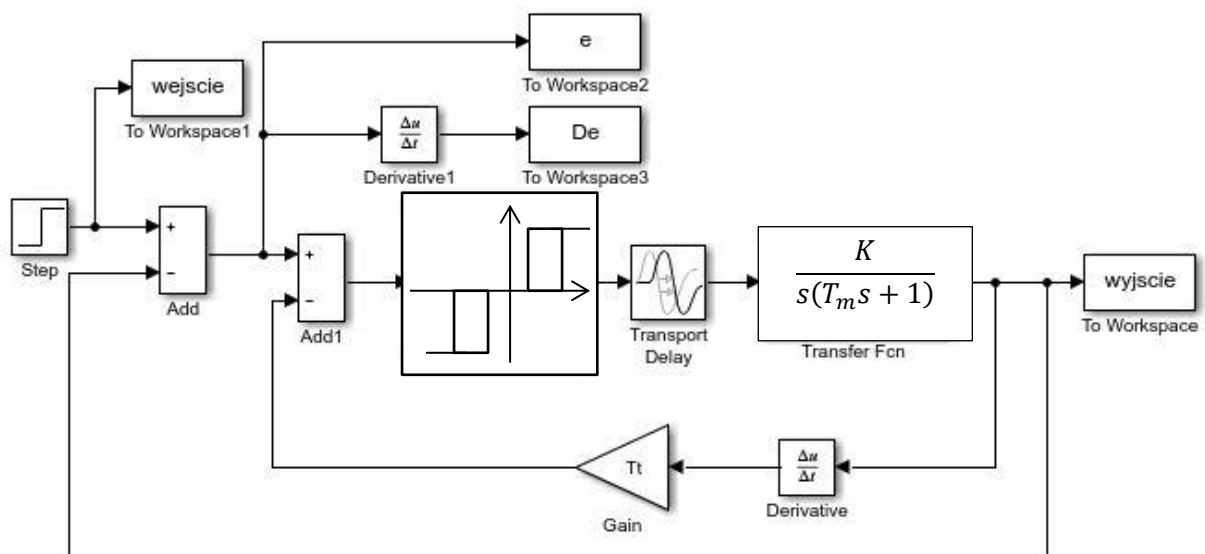 e
To Workspace2
wejscie
To Workspace1
Δu
Δt
Derivative1
De
To Workspace3
Step
+
−
Add
+
−
Add1
Transport
Delay
K
s(Tₘs + 1)
Transfer Fcn
wyjscie
To Workspace
Tt
Gain
Δu
Δt
Derivative